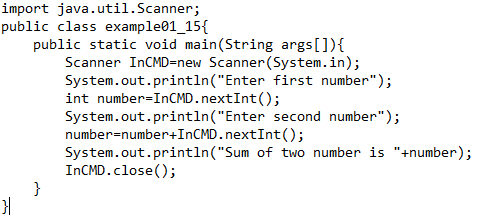 import java.util.Scanner;
public class example01_15{
    public static void main(String args[]){
        Scanner InCMD=new Scanner(System.in);
        System.out.println("Enter first number");
        int number=InCMD.nextInt();
        System.out.println("Enter second number");
        number=number+InCMD.nextInt();
        System.out.println("Sum of two number is "+number);
        InCMD.close();
    }
}